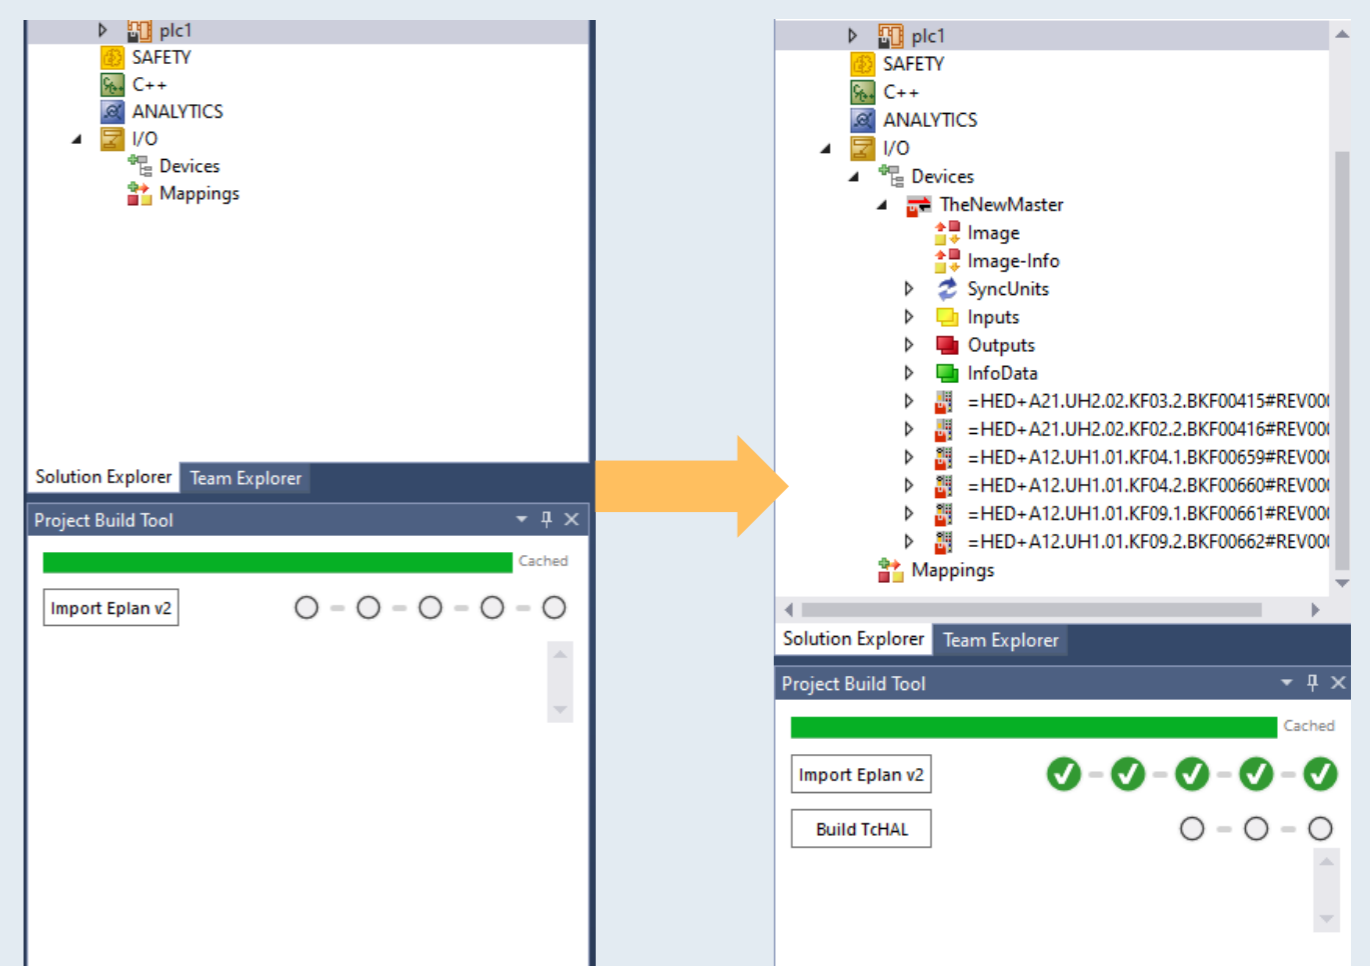 plc1
SAFETY
C++
ANALYTICS
I/O
Devices
Mappings
Solution Explorer Team Explorer
Project Build Tool
Cached
Import Eplan v2
plc1
SAFETY
C++
ANALYTICS
I/O
Devices
TheNewMaster
Image
Image-Info
SyncUnits
Inputs
Outputs
InfoData
=HED+A21.UH2.02.KF03.2.BKF00415#REV00
=HED+A21.UH2.02.KF02.2.BKF00416#REV00
=HED+A12.UH1.01.KF04.1.BKF00659#REV00
=HED+A12.UH1.01.KF04.2.BKF00660#REV00
=HED+A12.UH1.01.KF09.1.BKF00661#REV00
=HED+A12.UH1.01.KF09.2.BKF00662#REV00
Mappings
Solution Explorer Team Explorer
Project Build Tool
Cached
Import Eplan v2
Build TcHAL